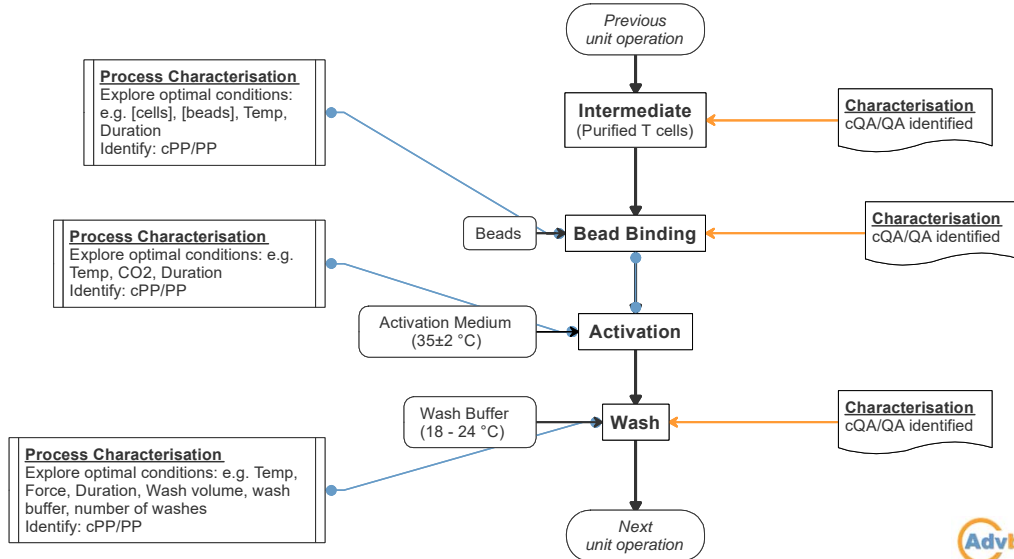 Previous
unit operation
Process Characterisation
Explore optimal conditions:
e.g. [cells], [beads], Temp,
Duration
Identify: cPP/PP
Intermediate
(Purified T cells)
Characterisation
cQA/QA identified
Beads
Bead Binding
Characterisation
cQA/QA identified
Process Characterisation
Explore optimal conditions: e.g.
Temp, CO2, Duration
Identify: cPP/PP
Activation Medium
(35±2 °C)
Activation
Wash Buffer
(18 - 24 °C)
Wash
Characterisation
cQA/QA identified
Process Characterisation
Explore optimal conditions: e.g. Temp,
Force, Duration, Wash volume, wash
buffer, number of washes
Identify: cPP/PP
Next
unit operation